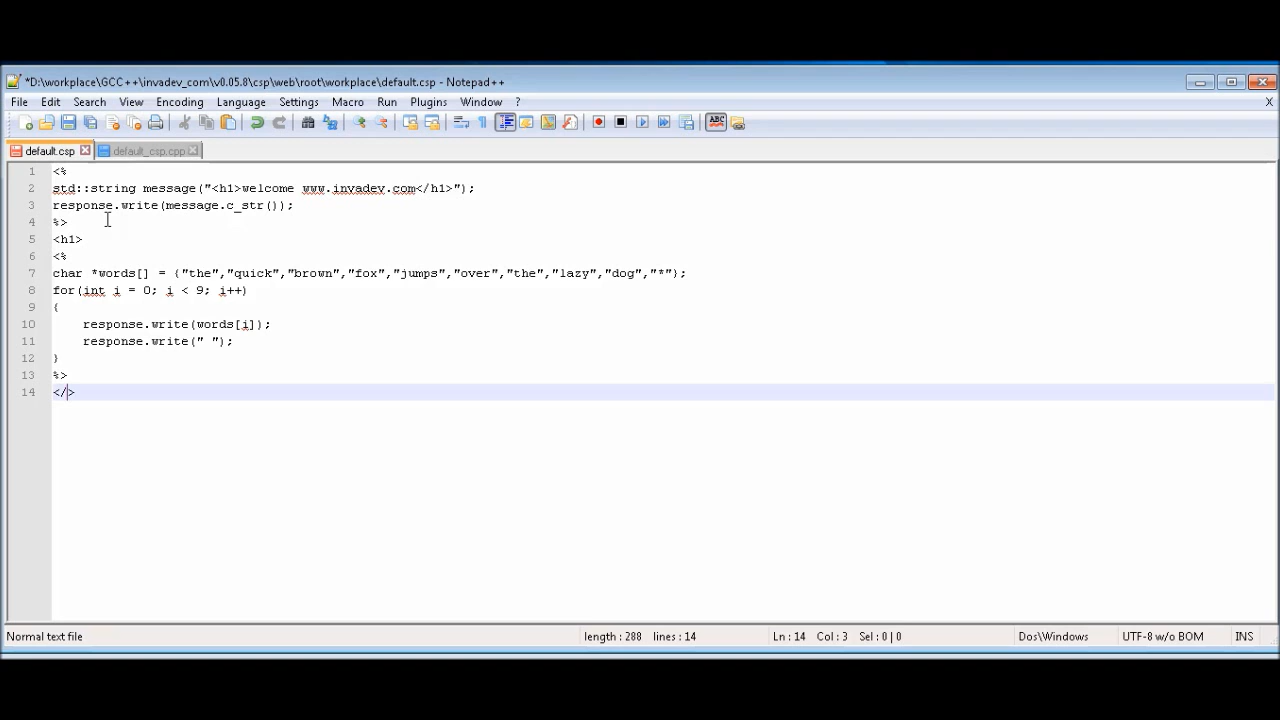 *D:\workplace\GCC++\invadev_com\v0.05.8\csp\web\root\workplace\default.csp - Notepad++
File Edit Search View Encoding Language Settings Macro Run Plugins Window ? X
ABC
default.csp default_csp.cpp
1 <%
2 std::string message("<h1>welcome www.invadev.com</h1>");
3 response.write(message.c_str());
4 %>
5 <h1>
6 <%
7 char *words[] = {"the","quick","brown","fox","jumps","over","the","lazy","dog","*"};
8 for(int i = 0; i < 9; i++)
9 {
10 response.write(words[i]);
11 response.write(" ");
12 }
13 %>
14 </>
Normal text file length : 288 lines : 14 Ln : 14 Col : 3 Sel : 0 | 0 Dos\Windows UTF-8 w/o BOM INS